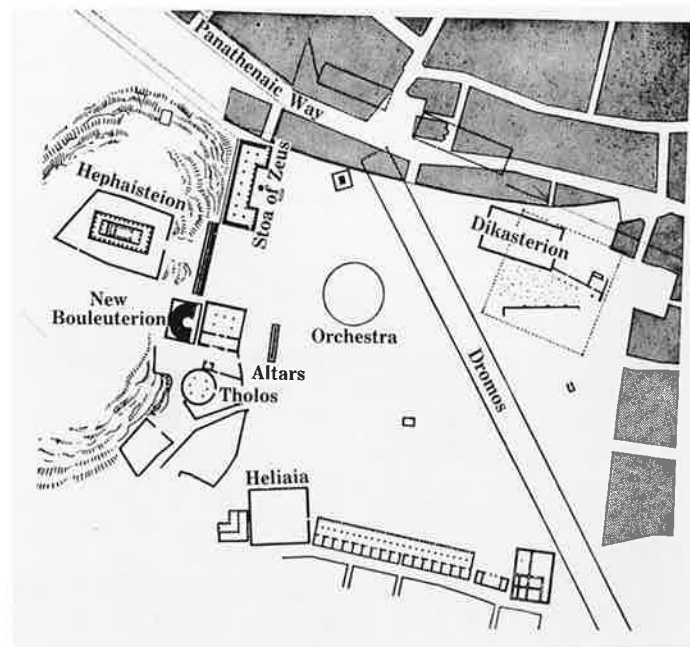 Panathenaic Way
Stoa of Zeus
Hephaisteion
Dikasterion
New
Bouleuterion
Orchestra
Altars
Tholos
Dromos
Heliaia